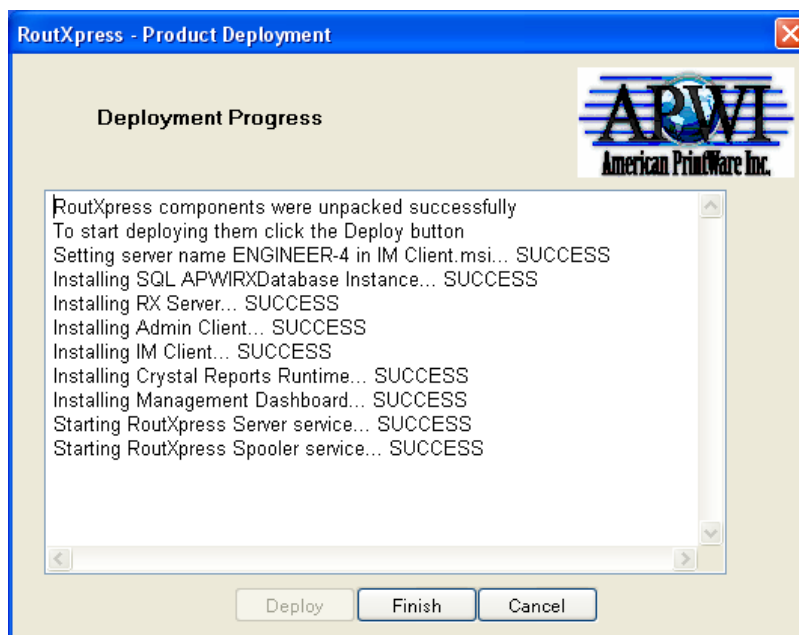 RoutXpress - Product Deployment
Deployment Progress
APWI
American PrintWare Inc.
RoutXpress components were unpacked successfully
To start deploying them click the Deploy button
Setting server name ENGINEER-4 in IM Client.msi... SUCCESS
Installing SQL APWIRXDatabase Instance... SUCCESS
Installing RX Server... SUCCESS
Installing Admin Client... SUCCESS
Installing IM Client... SUCCESS
Installing Crystal Reports Runtime... SUCCESS
Installing Management Dashboard... SUCCESS
Starting RoutXpress Server service... SUCCESS
Starting RoutXpress Spooler service... SUCCESS
Deploy Finish Cancel